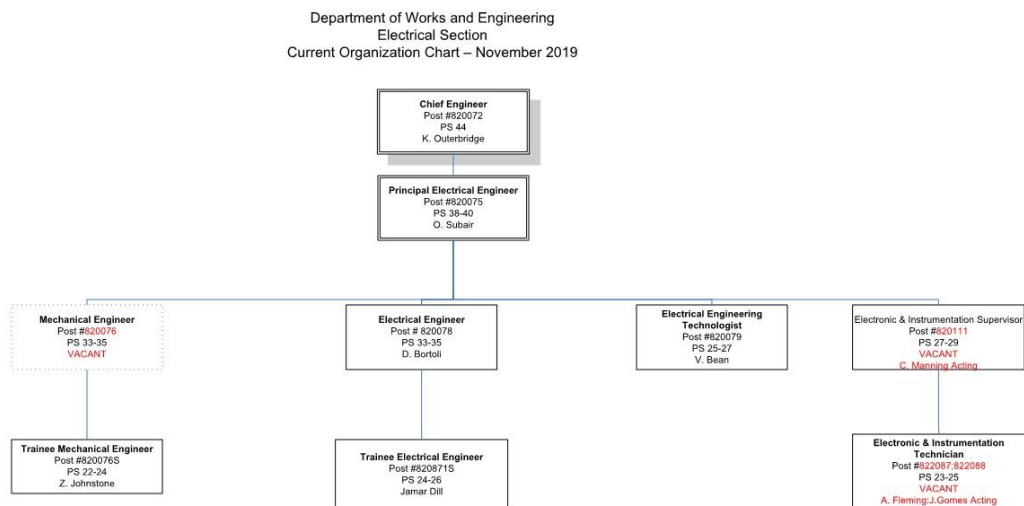 Department of Works and Engineering
Electrical Section
Current Organization Chart – November 2019
Chief Engineer
Post #820072
PS 44
K. Outerbridge
Principal Electrical Engineer
Post #820075
PS 38-40
O. Subair
Mechanical Engineer
Post #820076
PS 33-35
VACANT
Electrical Engineer
Post # 820078
PS 33-35
D. Bortoli
Electrical Engineering
Technologist
Post #820079
PS 25-27
V. Bean
Electronic & Instrumentation Supervisor
Post #820111
PS 27-29
VACANT
C. Manning Acting
Trainee Mechanical Engineer
Post #820076S
PS 22-24
Z. Johnstone
Trainee Electrical Engineer
Post #820871S
PS 24-26
Jamar Dill
Electronic & Instrumentation
Technician
Post #822087;822088
PS 23-25
VACANT
A. Fleming;J.Gomes Acting